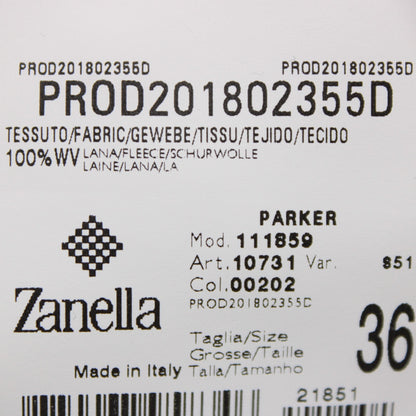 PROD201802355D PROD201802355D
PROD201802355D
TESSUTO/FABRIC/GEWEBE/TISSU/TEJIDO/TECIDO
100%WV LANA/FLEECE/SCHURWOLLE
LAINE/LANA/LA
PARKER
Mod. 111859
Art. 10731 Var. 851
Col. 00202
PROD201802355D
Zanella
Taglia/Size
Grosse/Taille
Talla/Tamanho
36
Made in Italy
21851